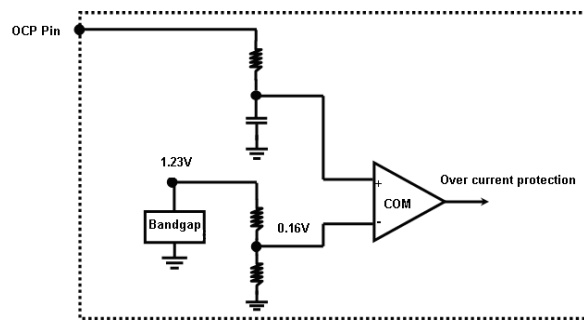 OCP Pin
1.23V
Bandgap
0.16V
+
COM
-
Over current protection